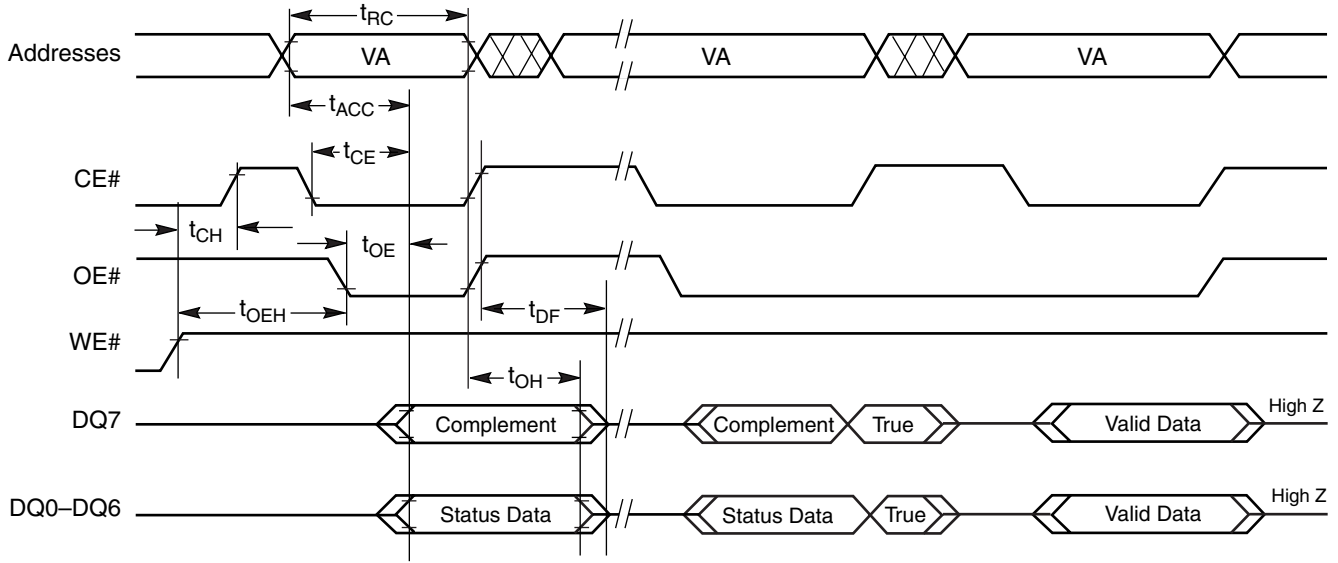 tRC
Addresses VA VA VA
tACC
tCE
CE#
tCH tOE
OE#
tOEH tDF
WE#
tOH
DQ7 Complement Complement True Valid Data High Z
DQ0–DQ6 Status Data Status Data True Valid Data High Z